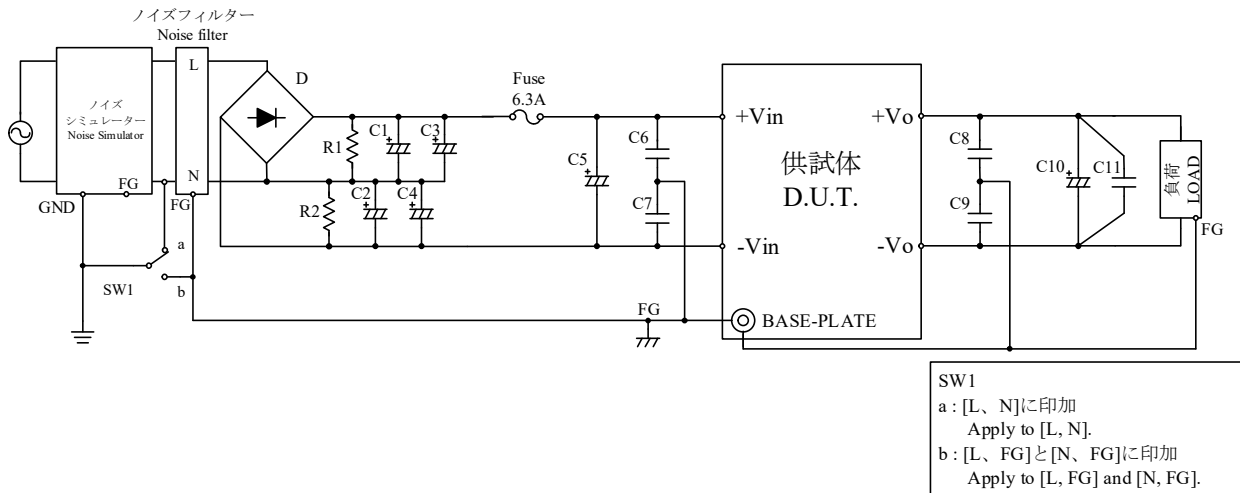 ノイズフィルター
Noise filter
L
D
ノイズ
シミュレーター
Noise Simulator
Fuse
6.3A
R1
C1
C3
+Vin
+Vo
C6
C8
C5
供試体
D.U.T.
C10
C11
負荷
LOAD
FG
N
GND
FG
R2
C2
C4
C7
C9
FG
-Vin
-Vo
a
SW1
b
FG
BASE-PLATE
SW1
a : [L、N]に印加
Apply to [L, N].
b : [L、FG]と[N、FG]に印加
Apply to [L, FG] and [N, FG].